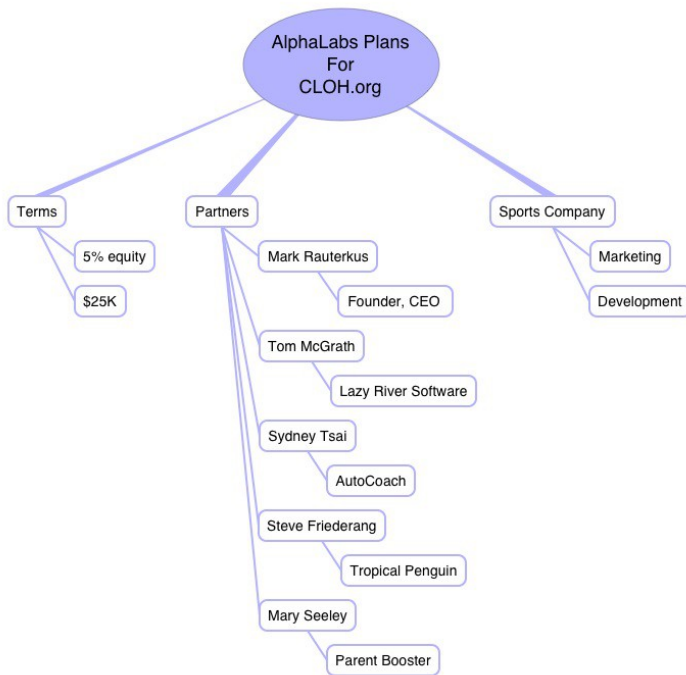 AlphaLabs Plans
For
CLOH.org
Terms
5% equity
$25K
Partners
Mark Rauterkus
Founder, CEO
Tom McGrath
Lazy River Software
Sydney Tsai
AutoCoach
Steve Friederang
Tropical Penguin
Mary Seeley
Parent Booster
Sports Company
Marketing
Development